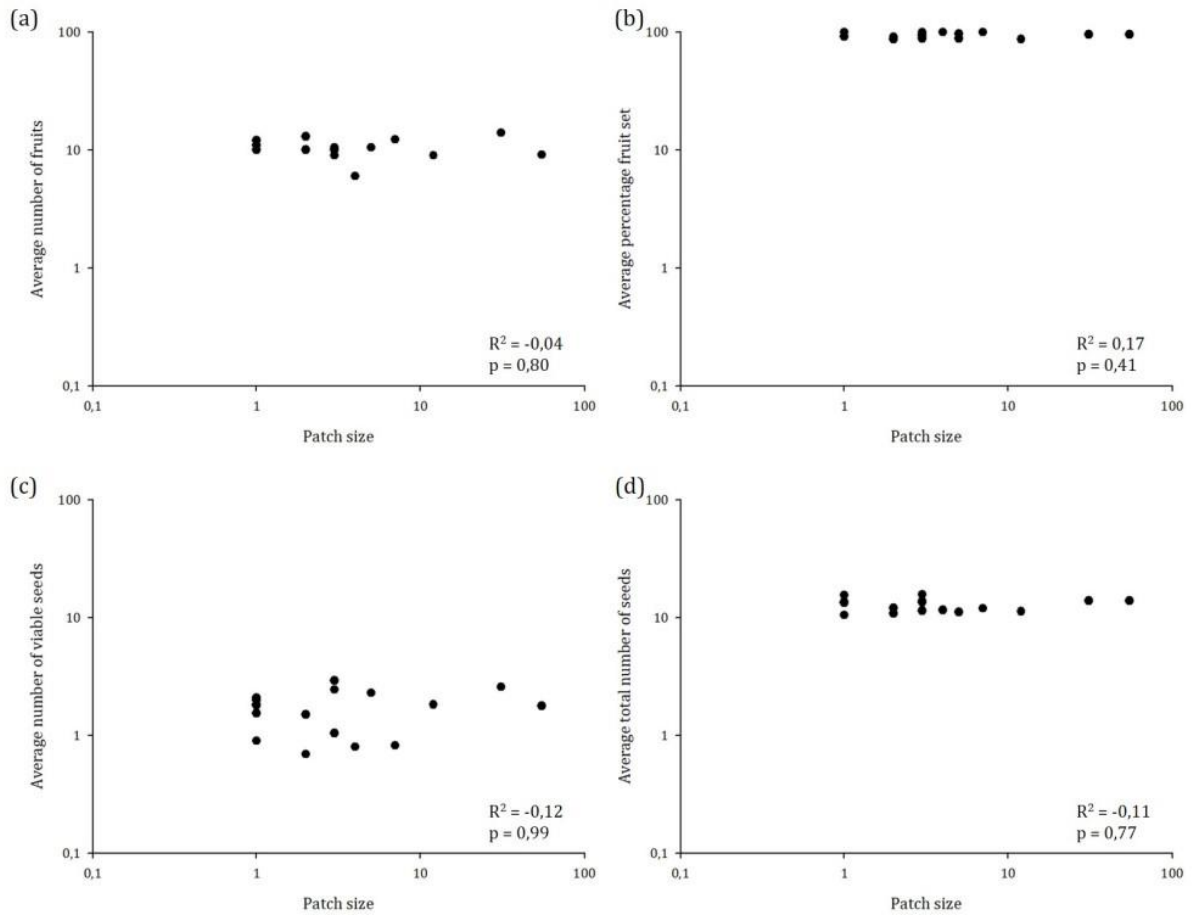 (a)
100
10
1
0,1
Average number of fruits
R² = -0,04
p = 0,80
0,1
1
10
100
Patch size
(b)
100
10
1
0,1
Average percentage fruit set
R² = 0,17
p = 0,41
0,1
1
10
100
Patch size
(c)
100
10
1
0,1
Average number of viable seeds
R² = -0,12
p = 0,99
0,1
1
10
100
Patch size
(d)
100
10
1
0,1
Average total number of seeds
R² = -0,11
p = 0,77
0,1
1
10
100
Patch size